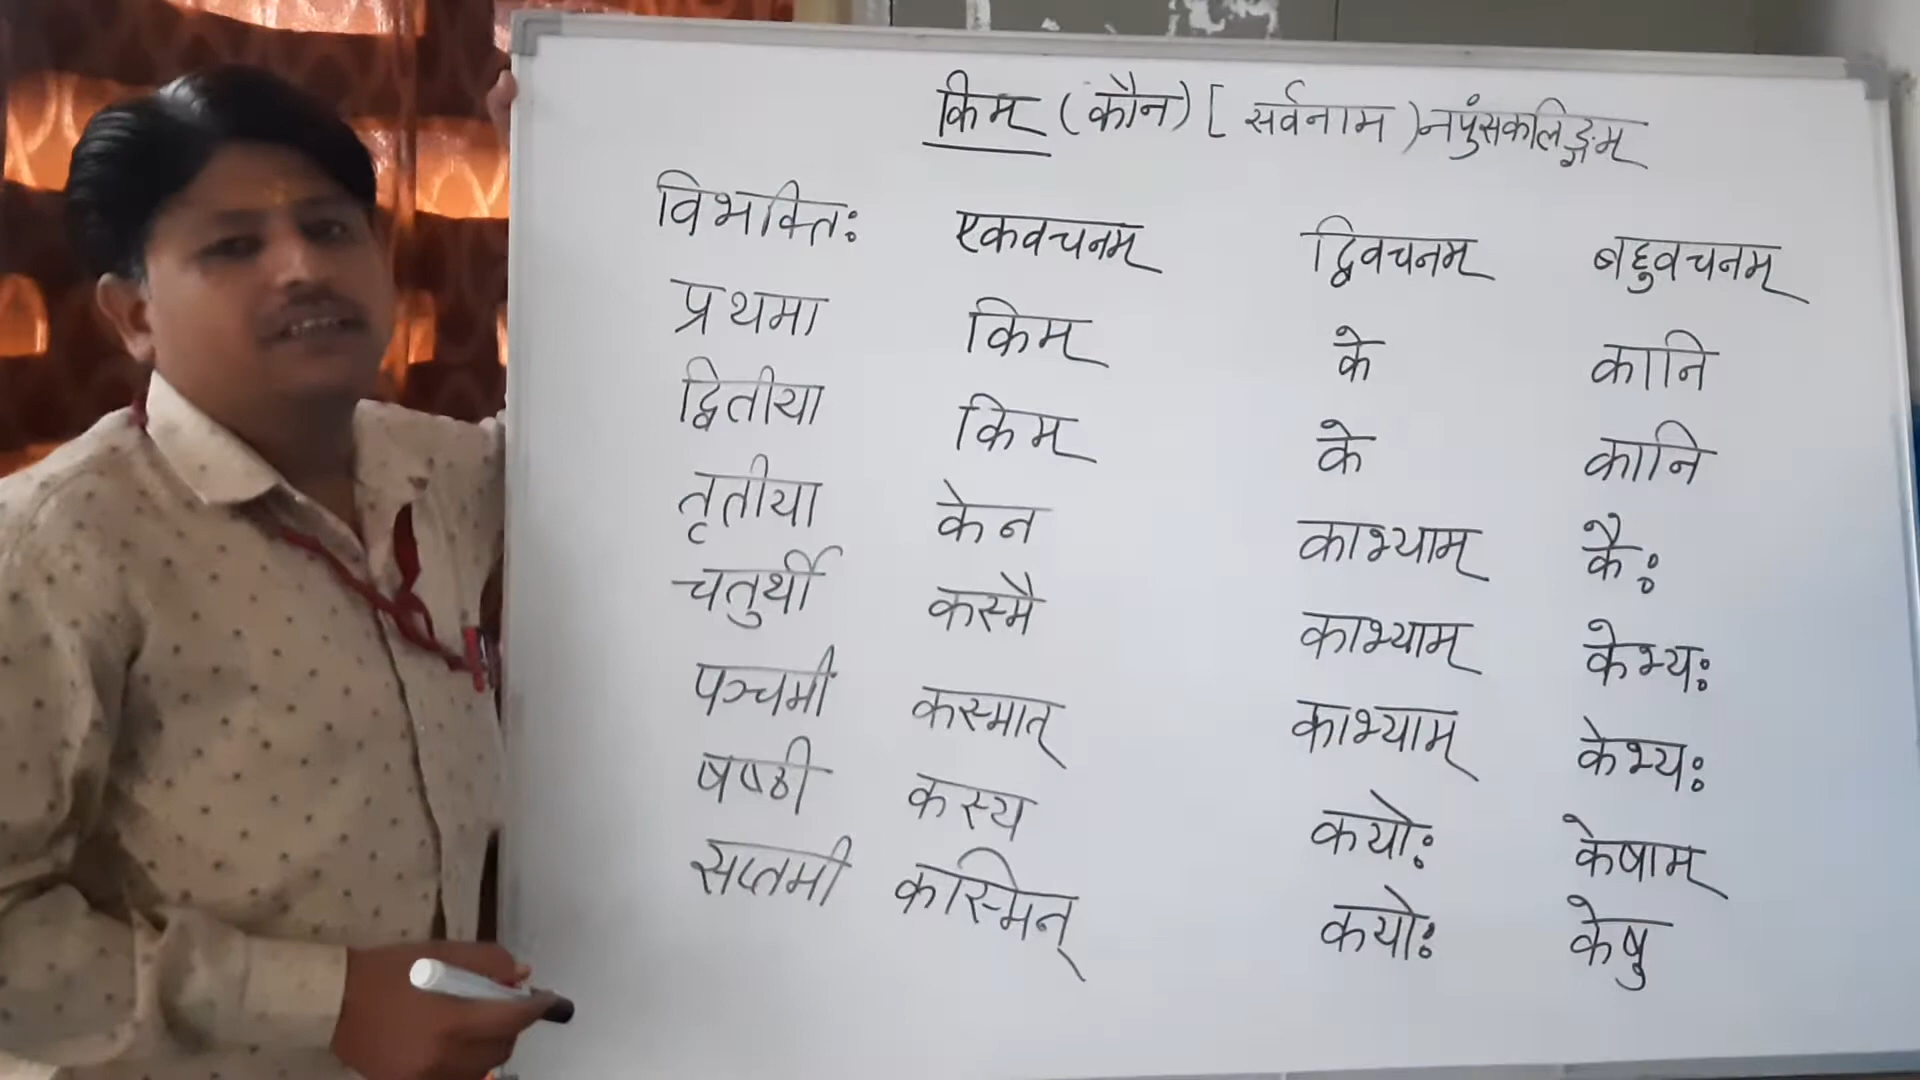 किम् (कौन) [ सर्वनाम ) नपुंसकलिङ्गम्
विभक्तिः एकवचनम् द्विवचनम् बहुवचनम्
प्रथमा किम् के कानि
द्वितीया किम् के कानि
तृतीया केन काभ्याम् कैः
चतुर्थी कस्मै काभ्याम् केभ्यः
पञ्चमी कस्मात् काभ्याम् केभ्यः
षष्ठी कस्य कयोः केषाम्
सप्तमी कस्मिन् कयोः केषु